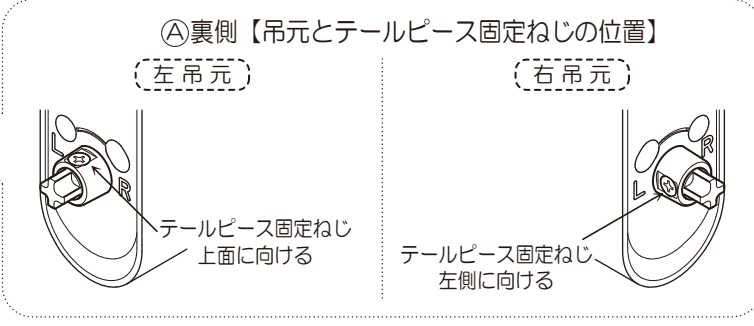 Ⓐ裏側【吊元とテールピース固定ねじの位置】
左吊元
右吊元
L
R
テールピース固定ねじ
上面に向ける
R
L
テールピース固定ねじ
左側に向ける